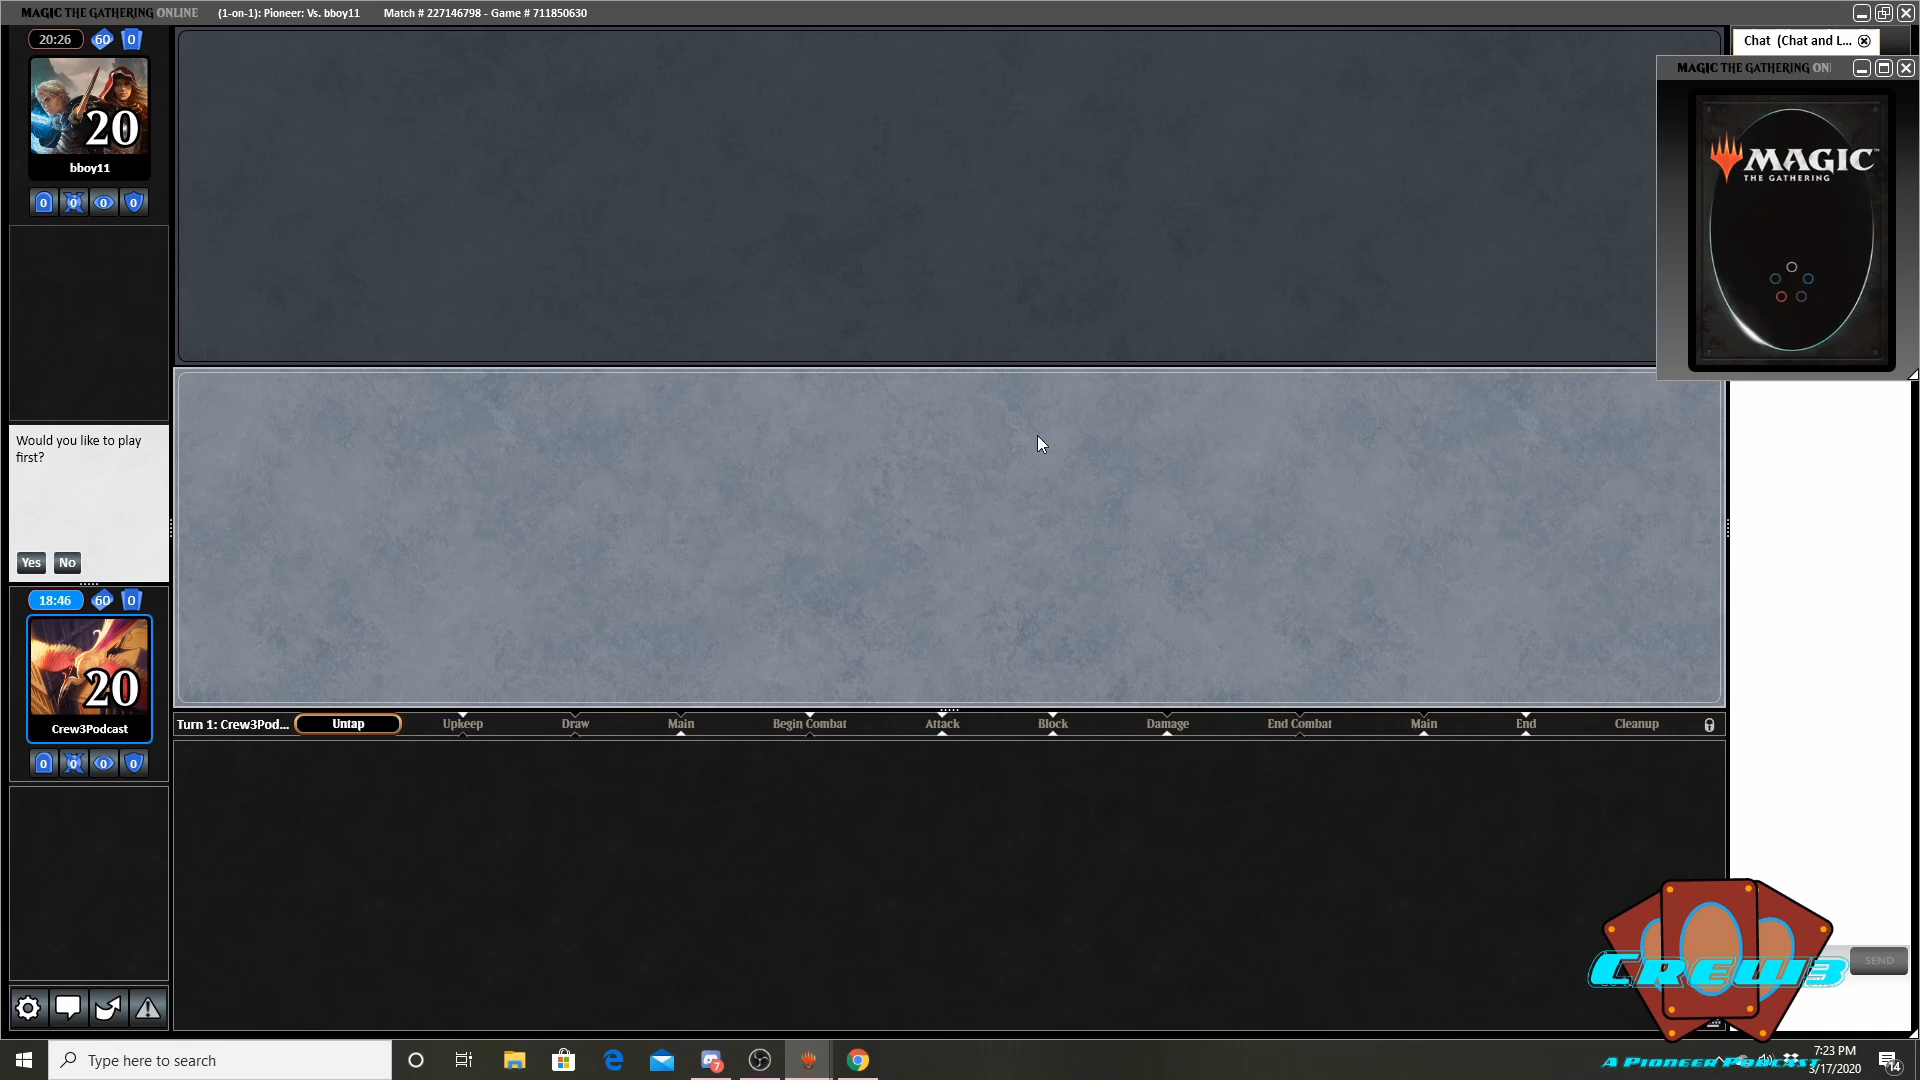 MAGIC THE GATHERING ONLINE (1-on-1): Pioneer: Vs. bboy11 Match # 227146798 - Game # 711850630
20:26 60 0
20
bboy11
0 0 0 0
Chat (Chat and L...
MAGIC THE GATHERING ONL
MAGIC
THE GATHERING
Would you like to play
first?
Yes No
18:46 60 0
20
Crew3Podcast
0 0 0 0
Turn 1: Crew3Pod... Untap Upkeep Draw Main Begin Combat Attack Block Damage End Combat Main End Cleanup
SEND
CREW3
A PIONEER PODCAST
Type here to search
7
7:23 PM
3/17/2020
14